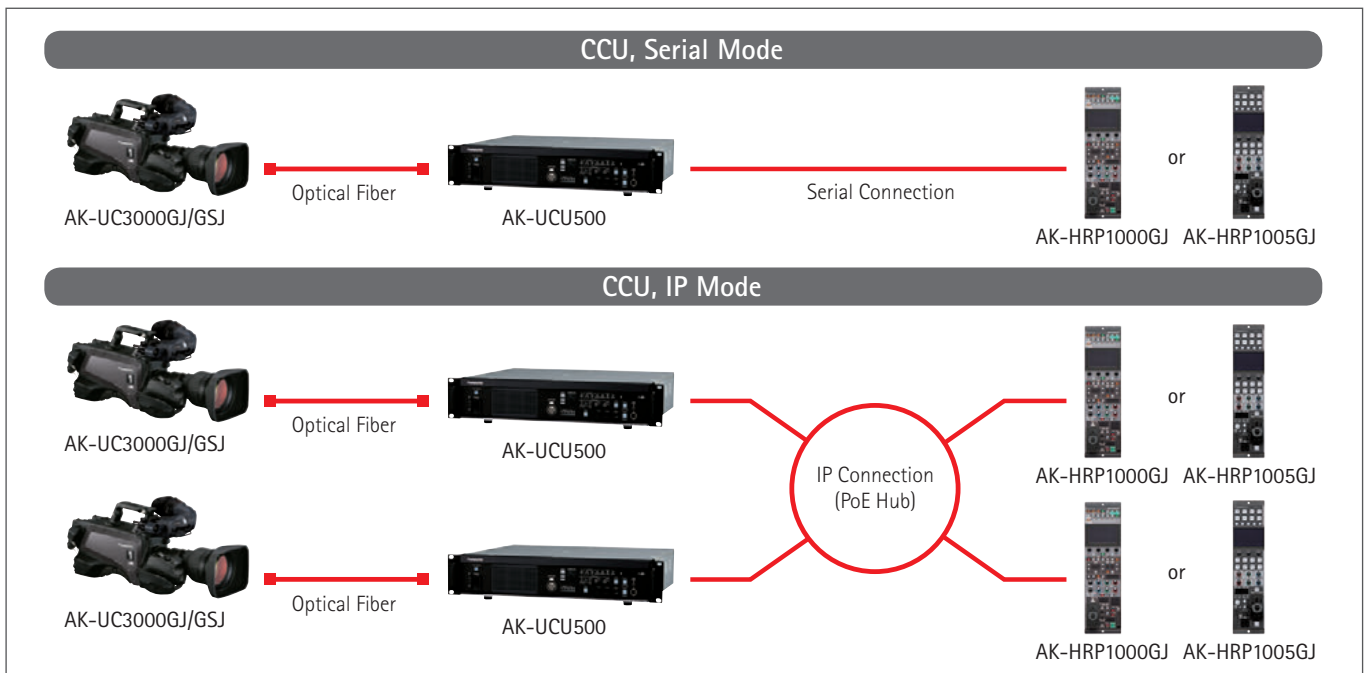 CCU, Serial Mode
Optical Fiber
Serial Connection
or
AK-UC3000GJ/GSJ
AK-UCU500
AK-HRP1000GJ AK-HRP1005GJ
CCU, IP Mode
Optical Fiber
or
AK-UC3000GJ/GSJ
AK-UCU500
IP Connection
(PoE Hub)
AK-HRP1000GJ AK-HRP1005GJ
Optical Fiber
or
AK-UC3000GJ/GSJ
AK-UCU500
AK-HRP1000GJ AK-HRP1005GJ